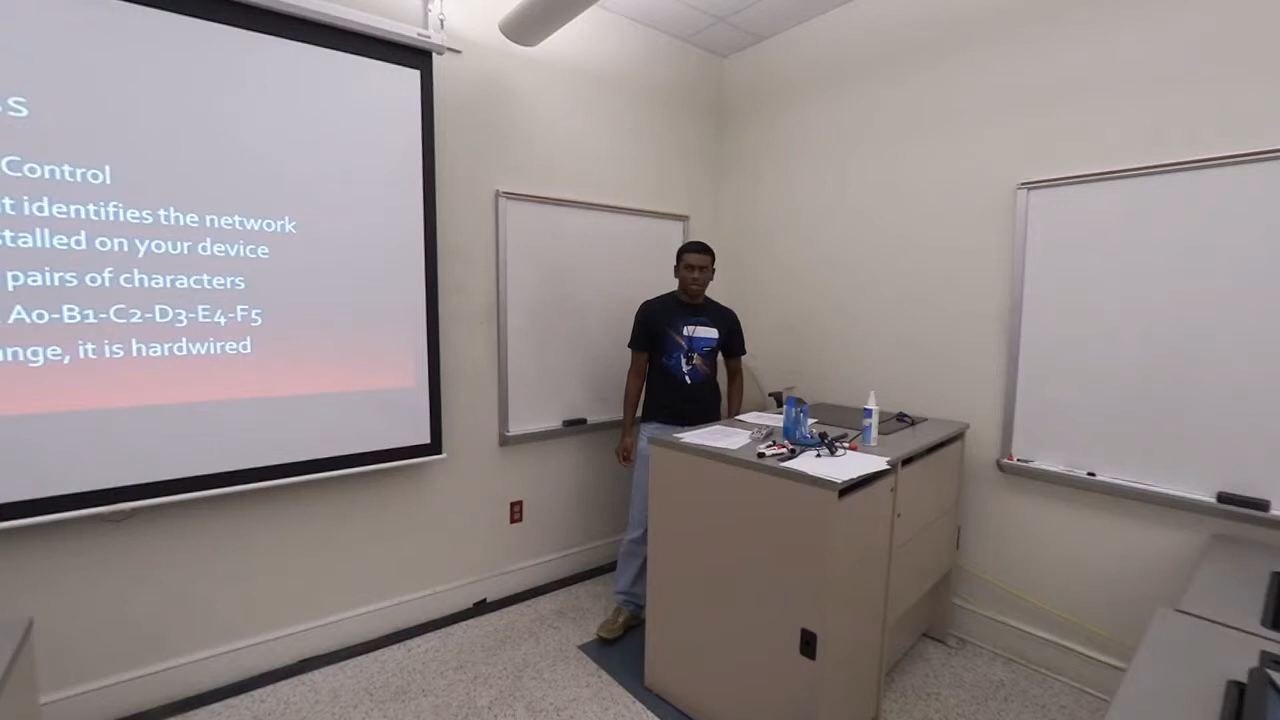 s
Control
t identifies the network
stalled on your device
pairs of characters
A0-B1-C2-D3-E4-F5
ange, it is hardwired